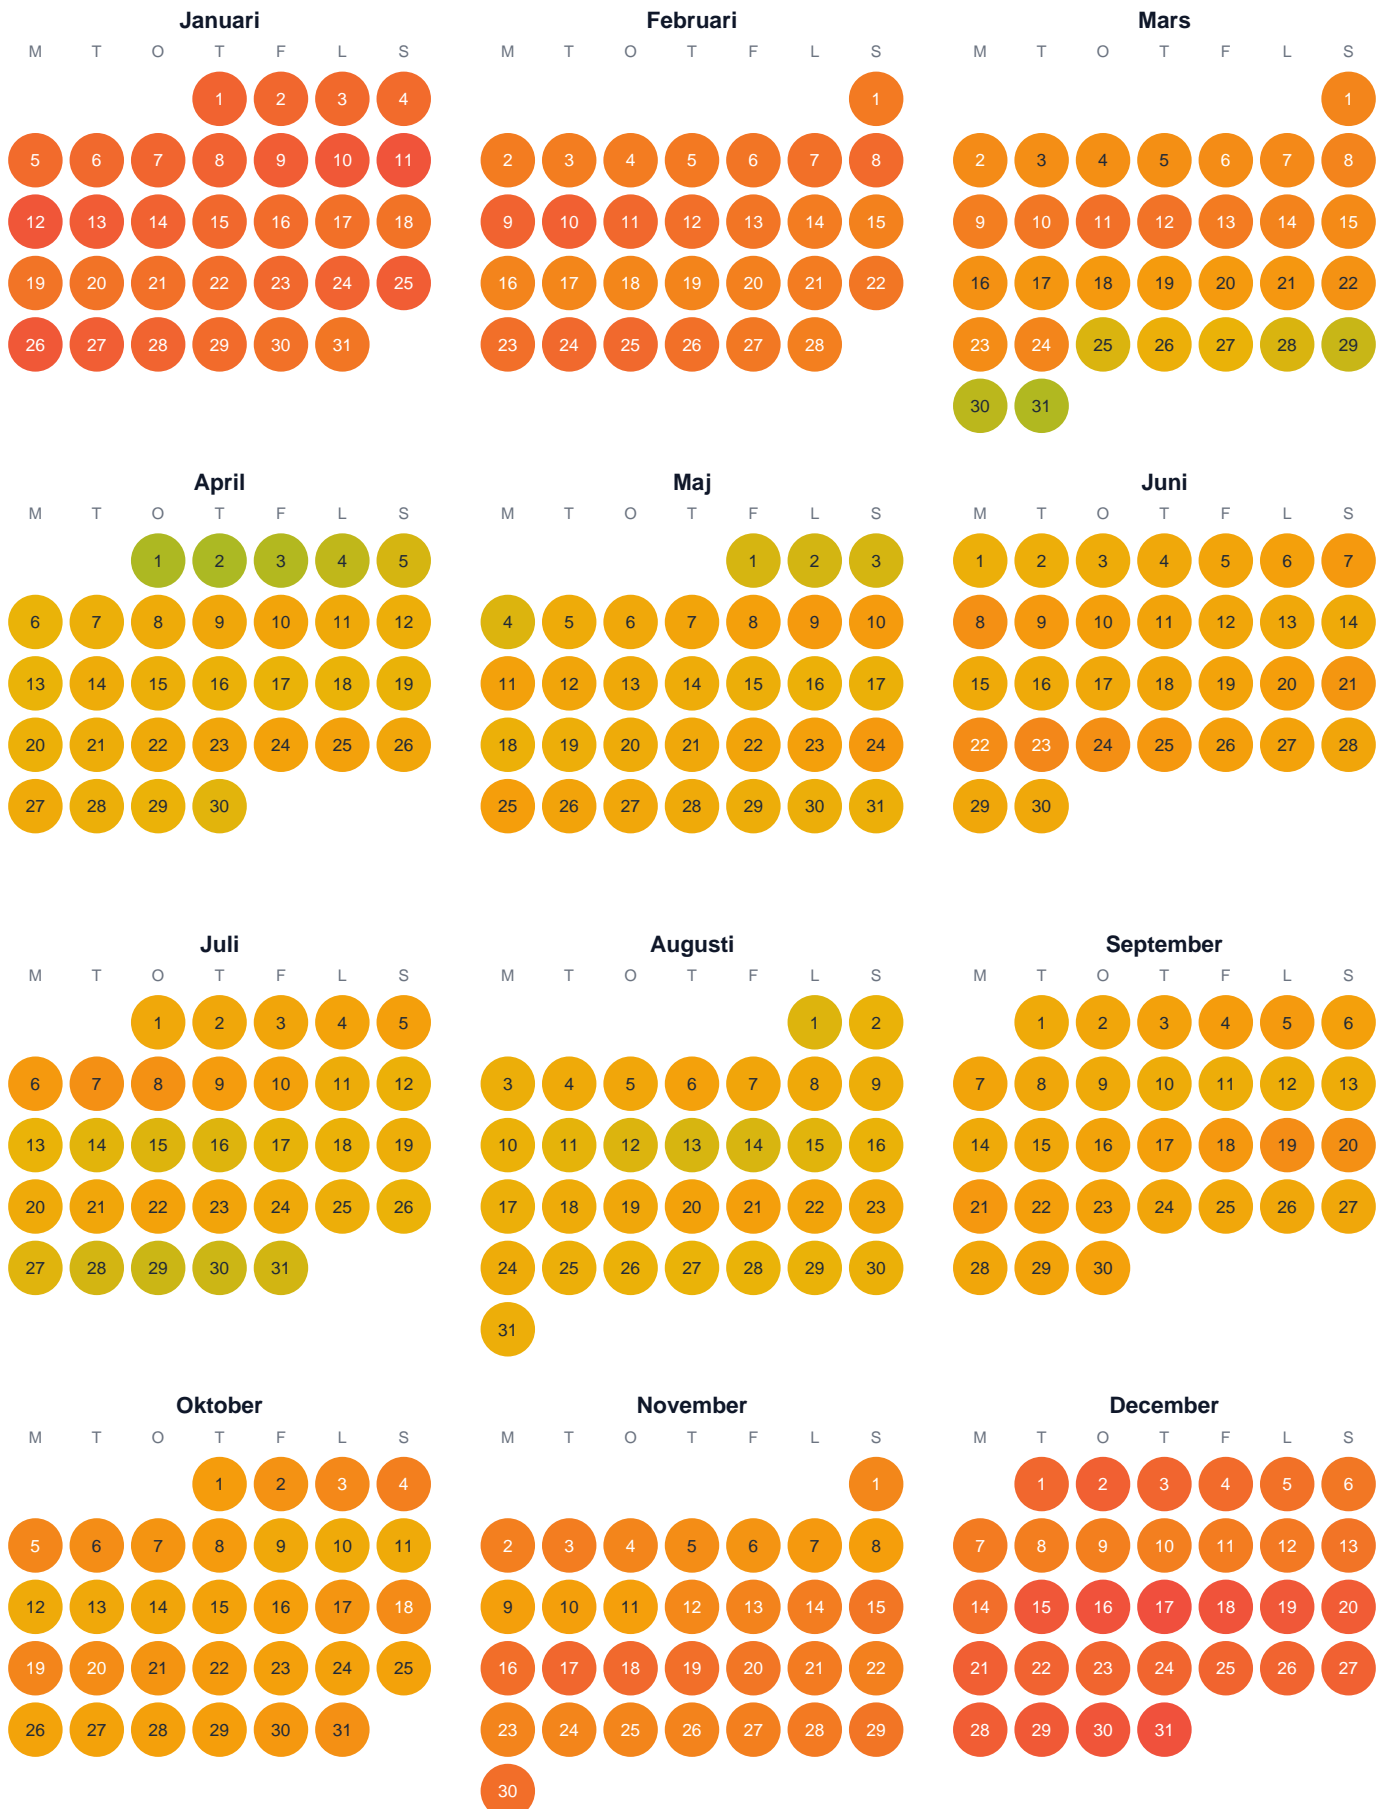 Januari Februari Mars
M T O T F L S M T O T F L S M T O T F L S
1 2 3 4 1 1
5 6 7 8 9 10 11 2 3 4 5 6 7 8 2 3 4 5 6 7 8
12 13 14 15 16 17 18 9 10 11 12 13 14 15 9 10 11 12 13 14 15
19 20 21 22 23 24 25 16 17 18 19 20 21 22 16 17 18 19 20 21 22
26 27 28 29 30 31 23 24 25 26 27 28 23 24 25 26 27 28 29
30 31
April Maj Juni
M T O T F L S M T O T F L S M T O T F L S
1 2 3 4 5 1 2 3 1 2 3 4 5 6 7
6 7 8 9 10 11 12 4 5 6 7 8 9 10 8 9 10 11 12 13 14
13 14 15 16 17 18 19 11 12 13 14 15 16 17 15 16 17 18 19 20 21
20 21 22 23 24 25 26 18 19 20 21 22 23 24 22 23 24 25 26 27 28
27 28 29 30 25 26 27 28 29 30 31 29 30
Juli Augusti September
M T O T F L S M T O T F L S M T O T F L S
1 2 3 4 5 1 2 1 2 3 4 5 6
6 7 8 9 10 11 12 3 4 5 6 7 8 9 7 8 9 10 11 12 13
13 14 15 16 17 18 19 10 11 12 13 14 15 16 14 15 16 17 18 19 20
20 21 22 23 24 25 26 17 18 19 20 21 22 23 21 22 23 24 25 26 27
27 28 29 30 31 24 25 26 27 28 29 30 28 29 30
31
Oktober November December
M T O T F L S M T O T F L S M T O T F L S
1 2 3 4 1 1 2 3 4 5 6
5 6 7 8 9 10 11 2 3 4 5 6 7 8 7 8 9 10 11 12 13
12 13 14 15 16 17 18 9 10 11 12 13 14 15 14 15 16 17 18 19 20
19 20 21 22 23 24 25 16 17 18 19 20 21 22 21 22 23 24 25 26 27
26 27 28 29 30 31 23 24 25 26 27 28 29 28 29 30 31
30